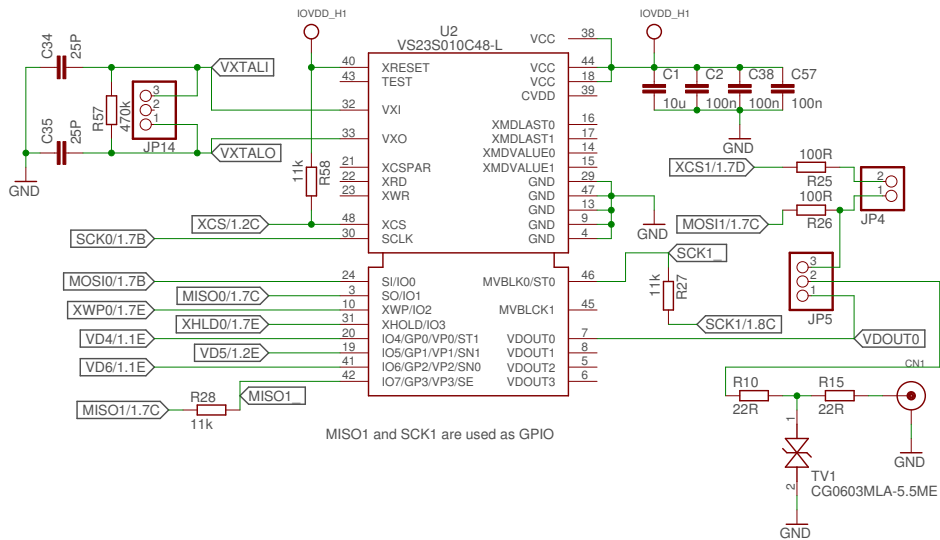 IOVDD_H1
IOVDD_H1
U2
VS23S010C48-L
C34
25P
VXTALI
R57
470k
3
2
1
JP14
C35
25P
VXTALO
GND
11k
R58
XCS/1.2C
SCK0/1.7B
MOSI0/1.7B
MISO0/1.7C
XWP0/1.7E
XHLD0/1.7E
VD4/1.1E
VD5/1.2E
VD6/1.1E
MISO1_
MISO1/1.7C
R28
11k
40 XRESET
43 TEST
32 VXI
33 VXO
21 XCSPAR
22 XRD
23 XWR
48 XCS
30 SCLK
24 SI/IO0
3 SO/IO1
10 XWP/IO2
31 XHOLD/IO3
20 IO4/GP0/VP0/ST1
19 IO5/GP1/VP1/SN1
41 IO6/GP2/VP2/SN0
42 IO7/GP3/VP3/SE
VCC 38
VCC 44
VCC 18
CVDD 39
XMDLAST0 16
XMDLAST1 17
XMDVALUE0 14
XMDVALUE1 15
GND 29
GND 47
GND 13
GND 9
GND 4
MVBLK0/ST0 46
MVBLCK1 45
VDOUT0 7
VDOUT1 8
VDOUT2 5
VDOUT3 6
C1
10u
C2
100n
C38
100n
C57
100n
GND
GND
SCK1_
11k
R27
SCK1/1.8C
XCS1/1.7D
100R
R25
MOSI1/1.7C
100R
R26
2
1
JP4
3
2
1
JP5
VDOUT0
R10
22R
R15
22R
CN1
GND
1
2
TV1
CG0603MLA-5.5ME
GND
MISO1 and SCK1 are used as GPIO